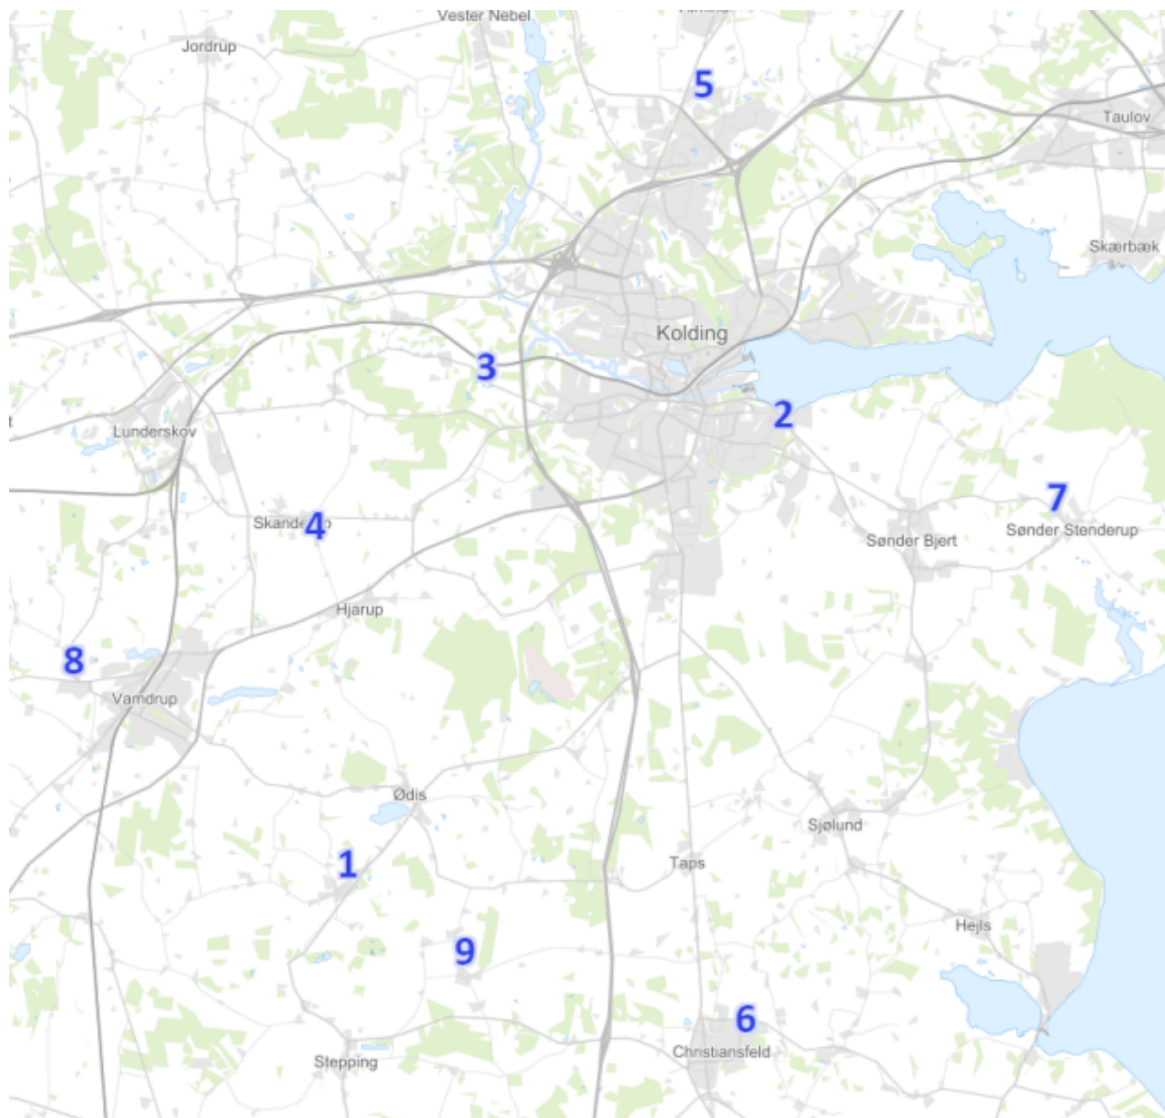 Vester Nebel
Jordrup
5
Taulov
Skærbæk
Kolding
3
2
Lunderskov
7
4
Sønder Stenderup
Sønder Bjert
Hjarup
8
Vamdrup
Ødis
Sjølund
1
Taps
Hejls
9
6
Christiansfeld
Stepping